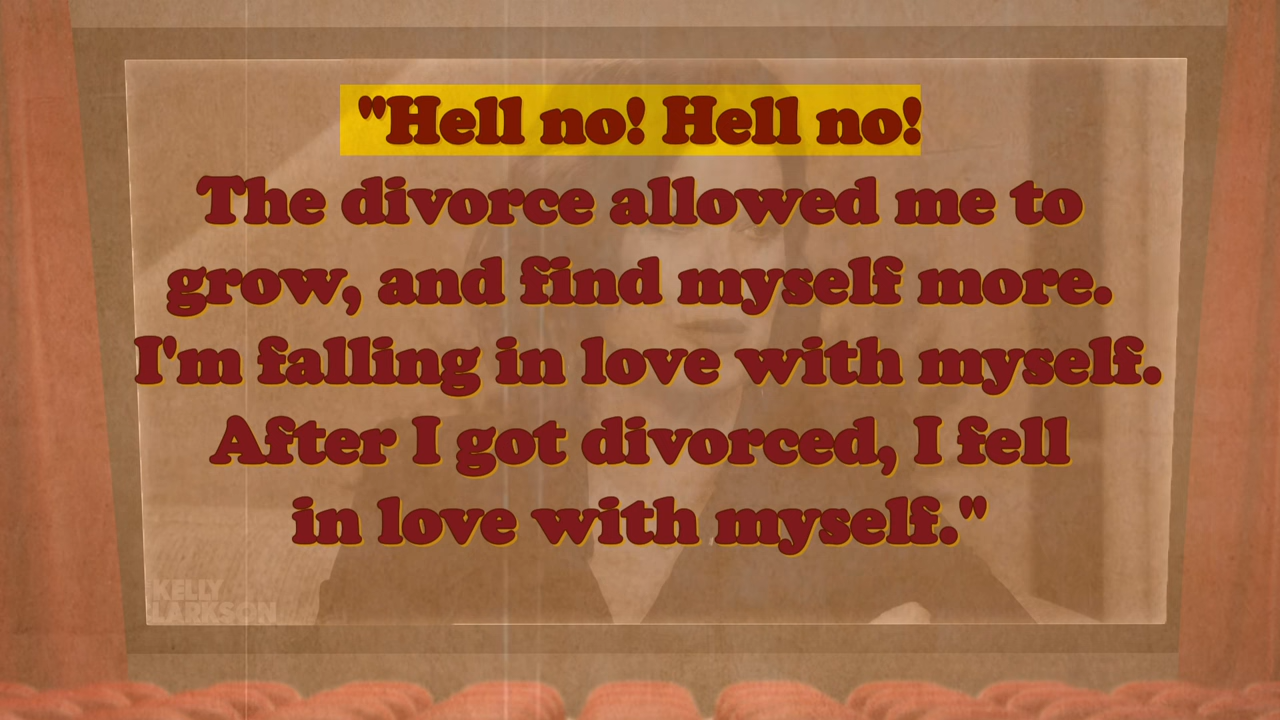 "Hell no! Hell no!
The divorce allowed me to
grow, and find myself more.
I'm falling in love with myself.
After I got divorced, I fell
in love with myself."
KELLY
CLARKSON